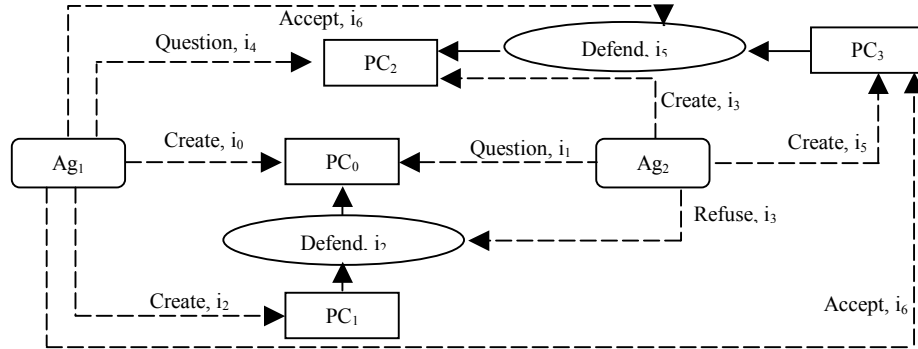 Accept, i₆
Question, i₄
PC₂
Defend, i₅
PC₃
Create, i₃
Create, i₀
Question, i₁
Create, i₅
Ag₁
PC₀
Ag₂
Refuse, i₃
Defend, i₂
Create, i₂
PC₁
Accept, i₆